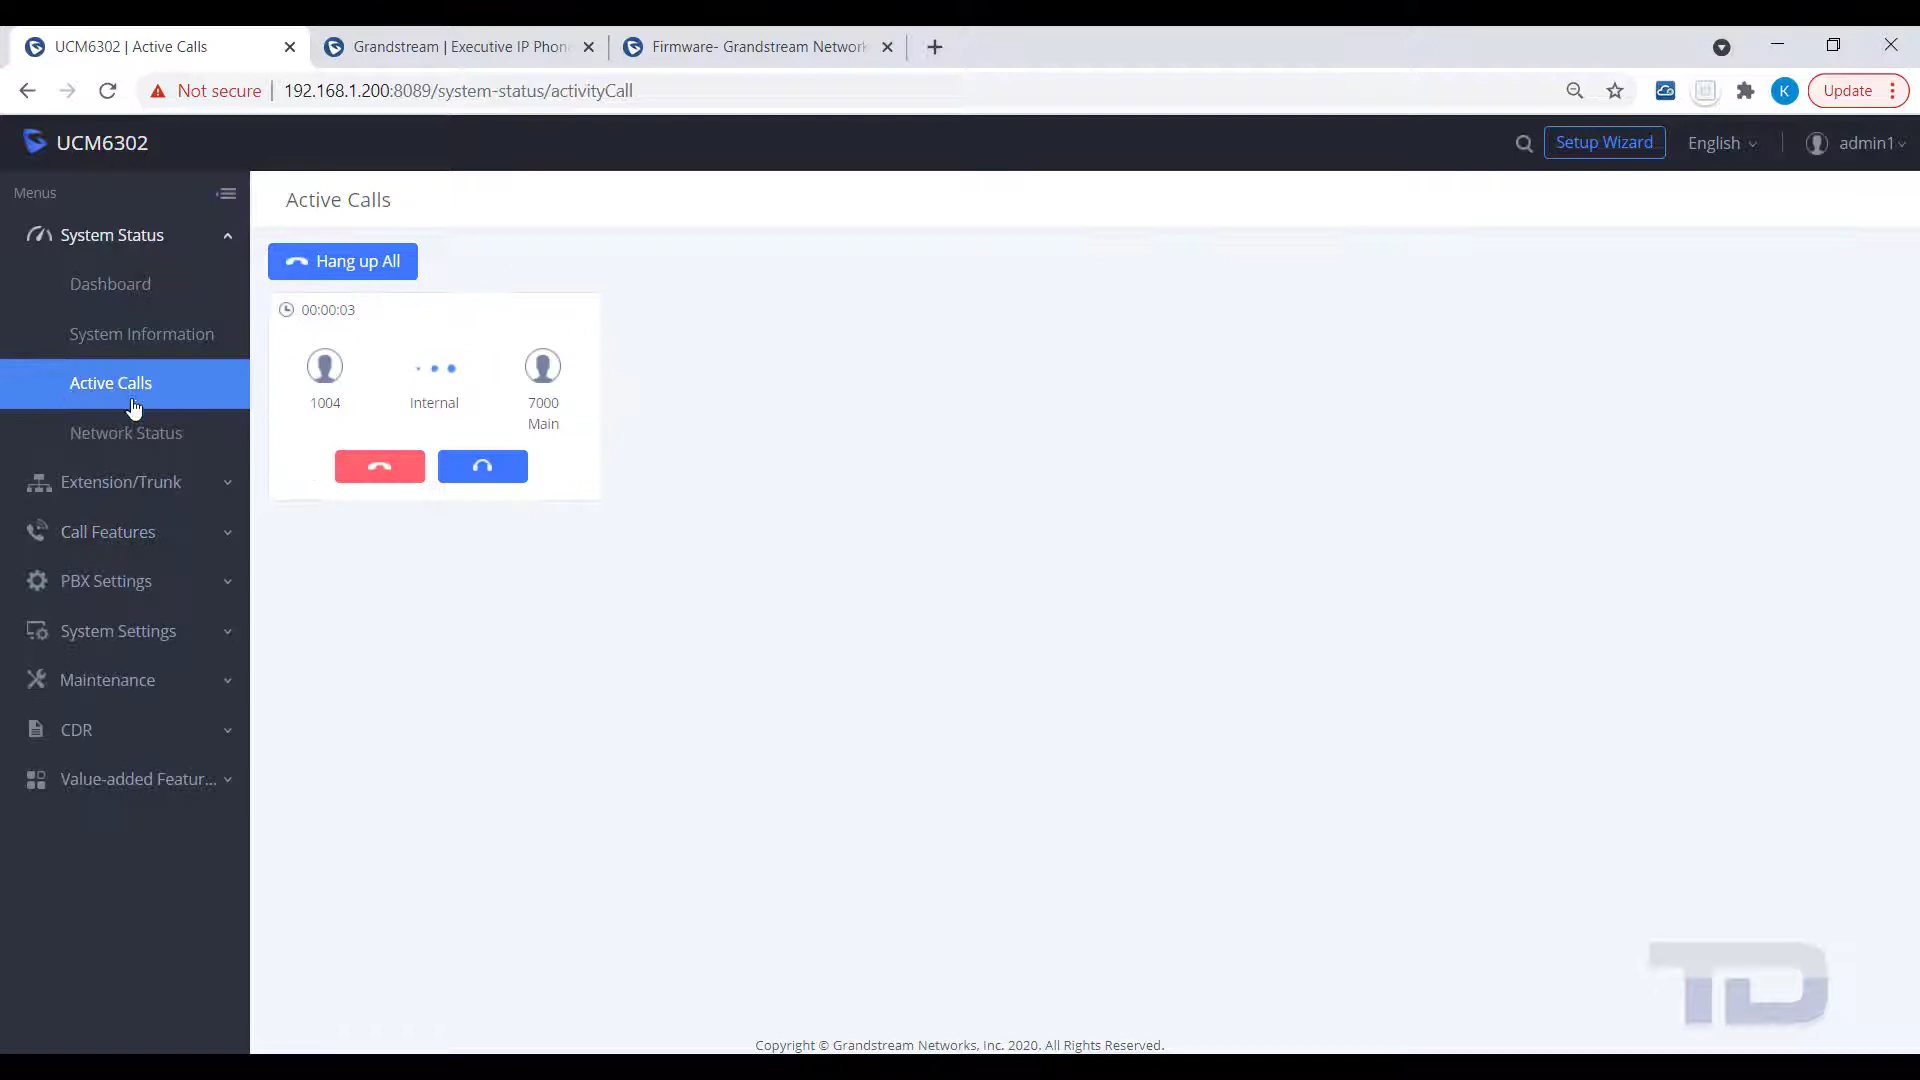 UCM6302 | Active Calls
Grandstream | Executive IP Phon
Firmware- Grandstream Network
Not secure
192.168.1.200:8089/system-status/activityCall
K
Update
UCM6302
Setup Wizard
English
admin1
Menus
System Status
Dashboard
System Information
Active Calls
Network Status
Extension/Trunk
Call Features
PBX Settings
System Settings
Maintenance
CDR
Value-added Featur...
Active Calls
Hang up All
00:00:03
1004
Internal
7000
Main
TD
Copyright © Grandstream Networks, Inc. 2020. All Rights Reserved.